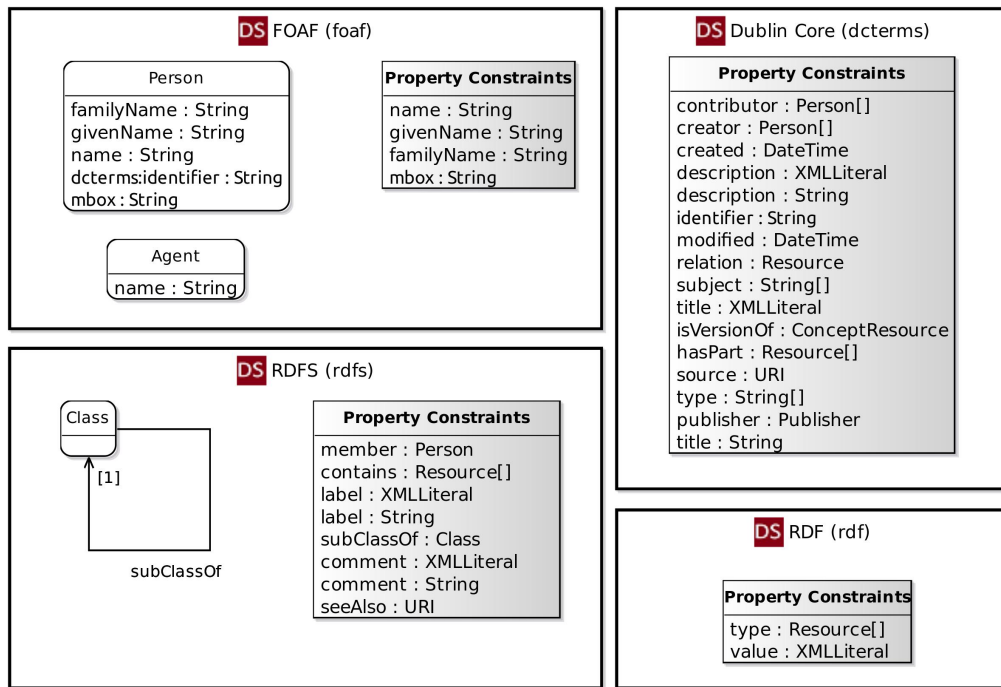 DS FOAF (foaf)
Person
familyName : String
givenName : String
name : String
dcterms:identifier : String
mbox : String
Property Constraints
name : String
givenName : String
familyName : String
mbox : String
Agent
name : String
DS Dublin Core (dcterms)
Property Constraints
contributor : Person[]
creator : Person[]
created : DateTime
description : XMLLiteral
description : String
identifier : String
modified : DateTime
relation : Resource
subject : String[]
title : XMLLiteral
isVersionOf : ConceptResource
hasPart : Resource[]
source : URI
type : String[]
publisher : Publisher
title : String
DS RDFS (rdfs)
Class
[1]
subClassOf
Property Constraints
member : Person
contains : Resource[]
label : XMLLiteral
label : String
subClassOf : Class
comment : XMLLiteral
comment : String
seeAlso : URI
DS RDF (rdf)
Property Constraints
type : Resource[]
value : XMLLiteral